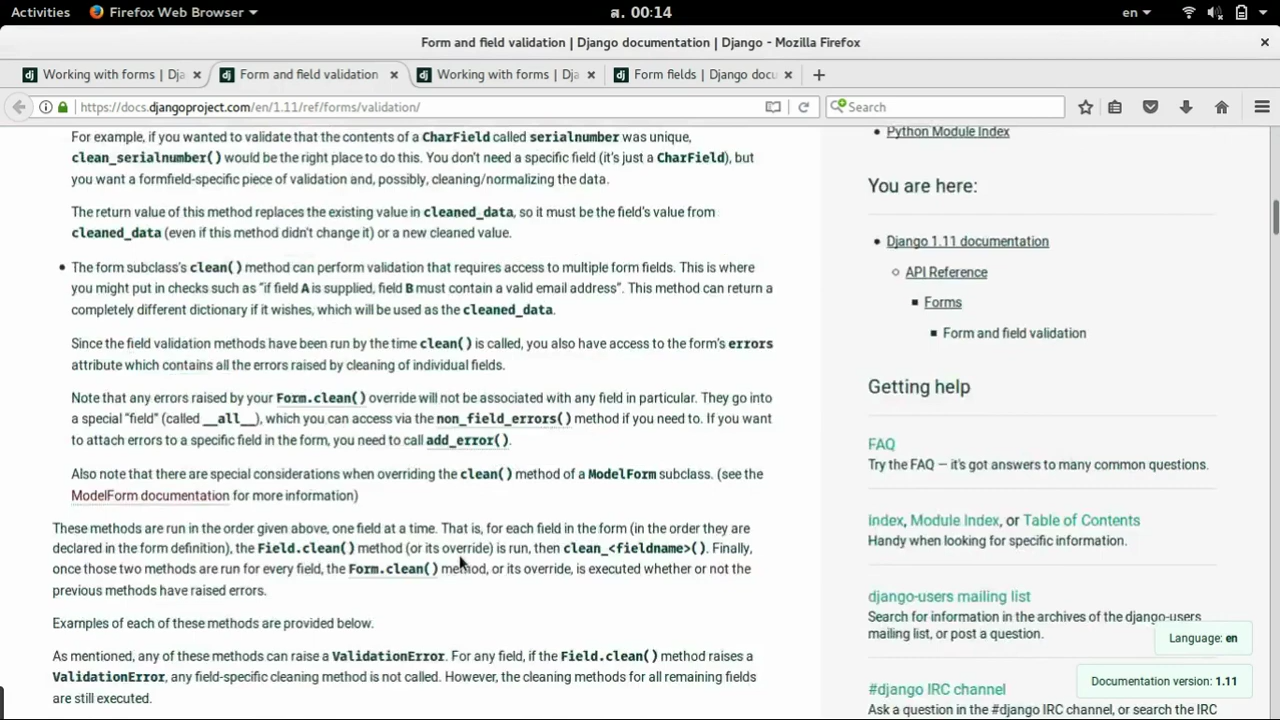 Activities Firefox Web Browser ส. 00:14 en
Form and field validation | Django documentation | Django - Mozilla Firefox
Working with forms | Dja Form and field validation Working with forms | Dja Form fields | Django docu
https://docs.djangoproject.com/en/1.11/ref/forms/validation/ Search
For example, if you wanted to validate that the contents of a CharField called serialnumber was unique,
clean_serialnumber() would be the right place to do this. You don't need a specific field (it's just a CharField), but
you want a formfield-specific piece of validation and, possibly, cleaning/normalizing the data.
The return value of this method replaces the existing value in cleaned_data, so it must be the field's value from
cleaned_data (even if this method didn't change it) or a new cleaned value.
The form subclass's clean() method can perform validation that requires access to multiple form fields. This is where
you might put in checks such as "if field A is supplied, field B must contain a valid email address". This method can return a
completely different dictionary if it wishes, which will be used as the cleaned_data.
Since the field validation methods have been run by the time clean() is called, you also have access to the form's errors
attribute which contains all the errors raised by cleaning of individual fields.
Note that any errors raised by your Form.clean() override will not be associated with any field in particular. They go into
a special "field" (called __all__), which you can access via the non_field_errors() method if you need to. If you want
to attach errors to a specific field in the form, you need to call add_error().
Also note that there are special considerations when overriding the clean() method of a ModelForm subclass. (see the
ModelForm documentation for more information)
These methods are run in the order given above, one field at a time. That is, for each field in the form (in the order they are
declared in the form definition), the Field.clean() method (or its override) is run, then clean_<fieldname>(). Finally,
once those two methods are run for every field, the Form.clean() method, or its override, is executed whether or not the
previous methods have raised errors.
Examples of each of these methods are provided below.
As mentioned, any of these methods can raise a ValidationError. For any field, if the Field.clean() method raises a
ValidationError, any field-specific cleaning method is not called. However, the cleaning methods for all remaining fields
are still executed.
Python Module Index
You are here:
Django 1.11 documentation
API Reference
Forms
Form and field validation
Getting help
FAQ
Try the FAQ — it's got answers to many common questions.
Index, Module Index, or Table of Contents
Handy when looking for specific information.
django-users mailing list
Search for information in the archives of the django-users
mailing list, or post a question.
Language: en
Documentation version: 1.11
#django IRC channel
Ask a question in the #django IRC channel, or search the IRC